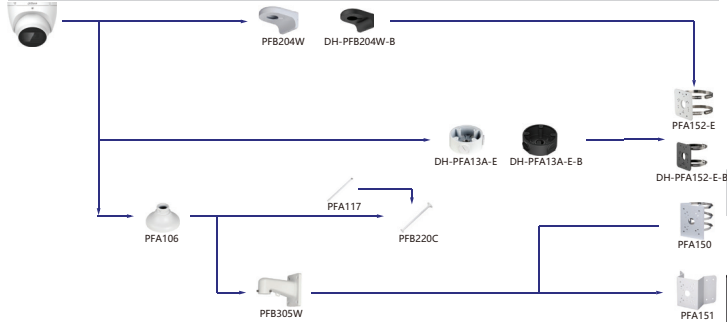 PFB204W DH-PFB204W-B
PFA152-E
DH-PFA13A-E DH-PFA13A-E-B
DH-PFA152-E-B
PFA117
PFA106
PFB220C
PFA150
PFB305W
PFA151